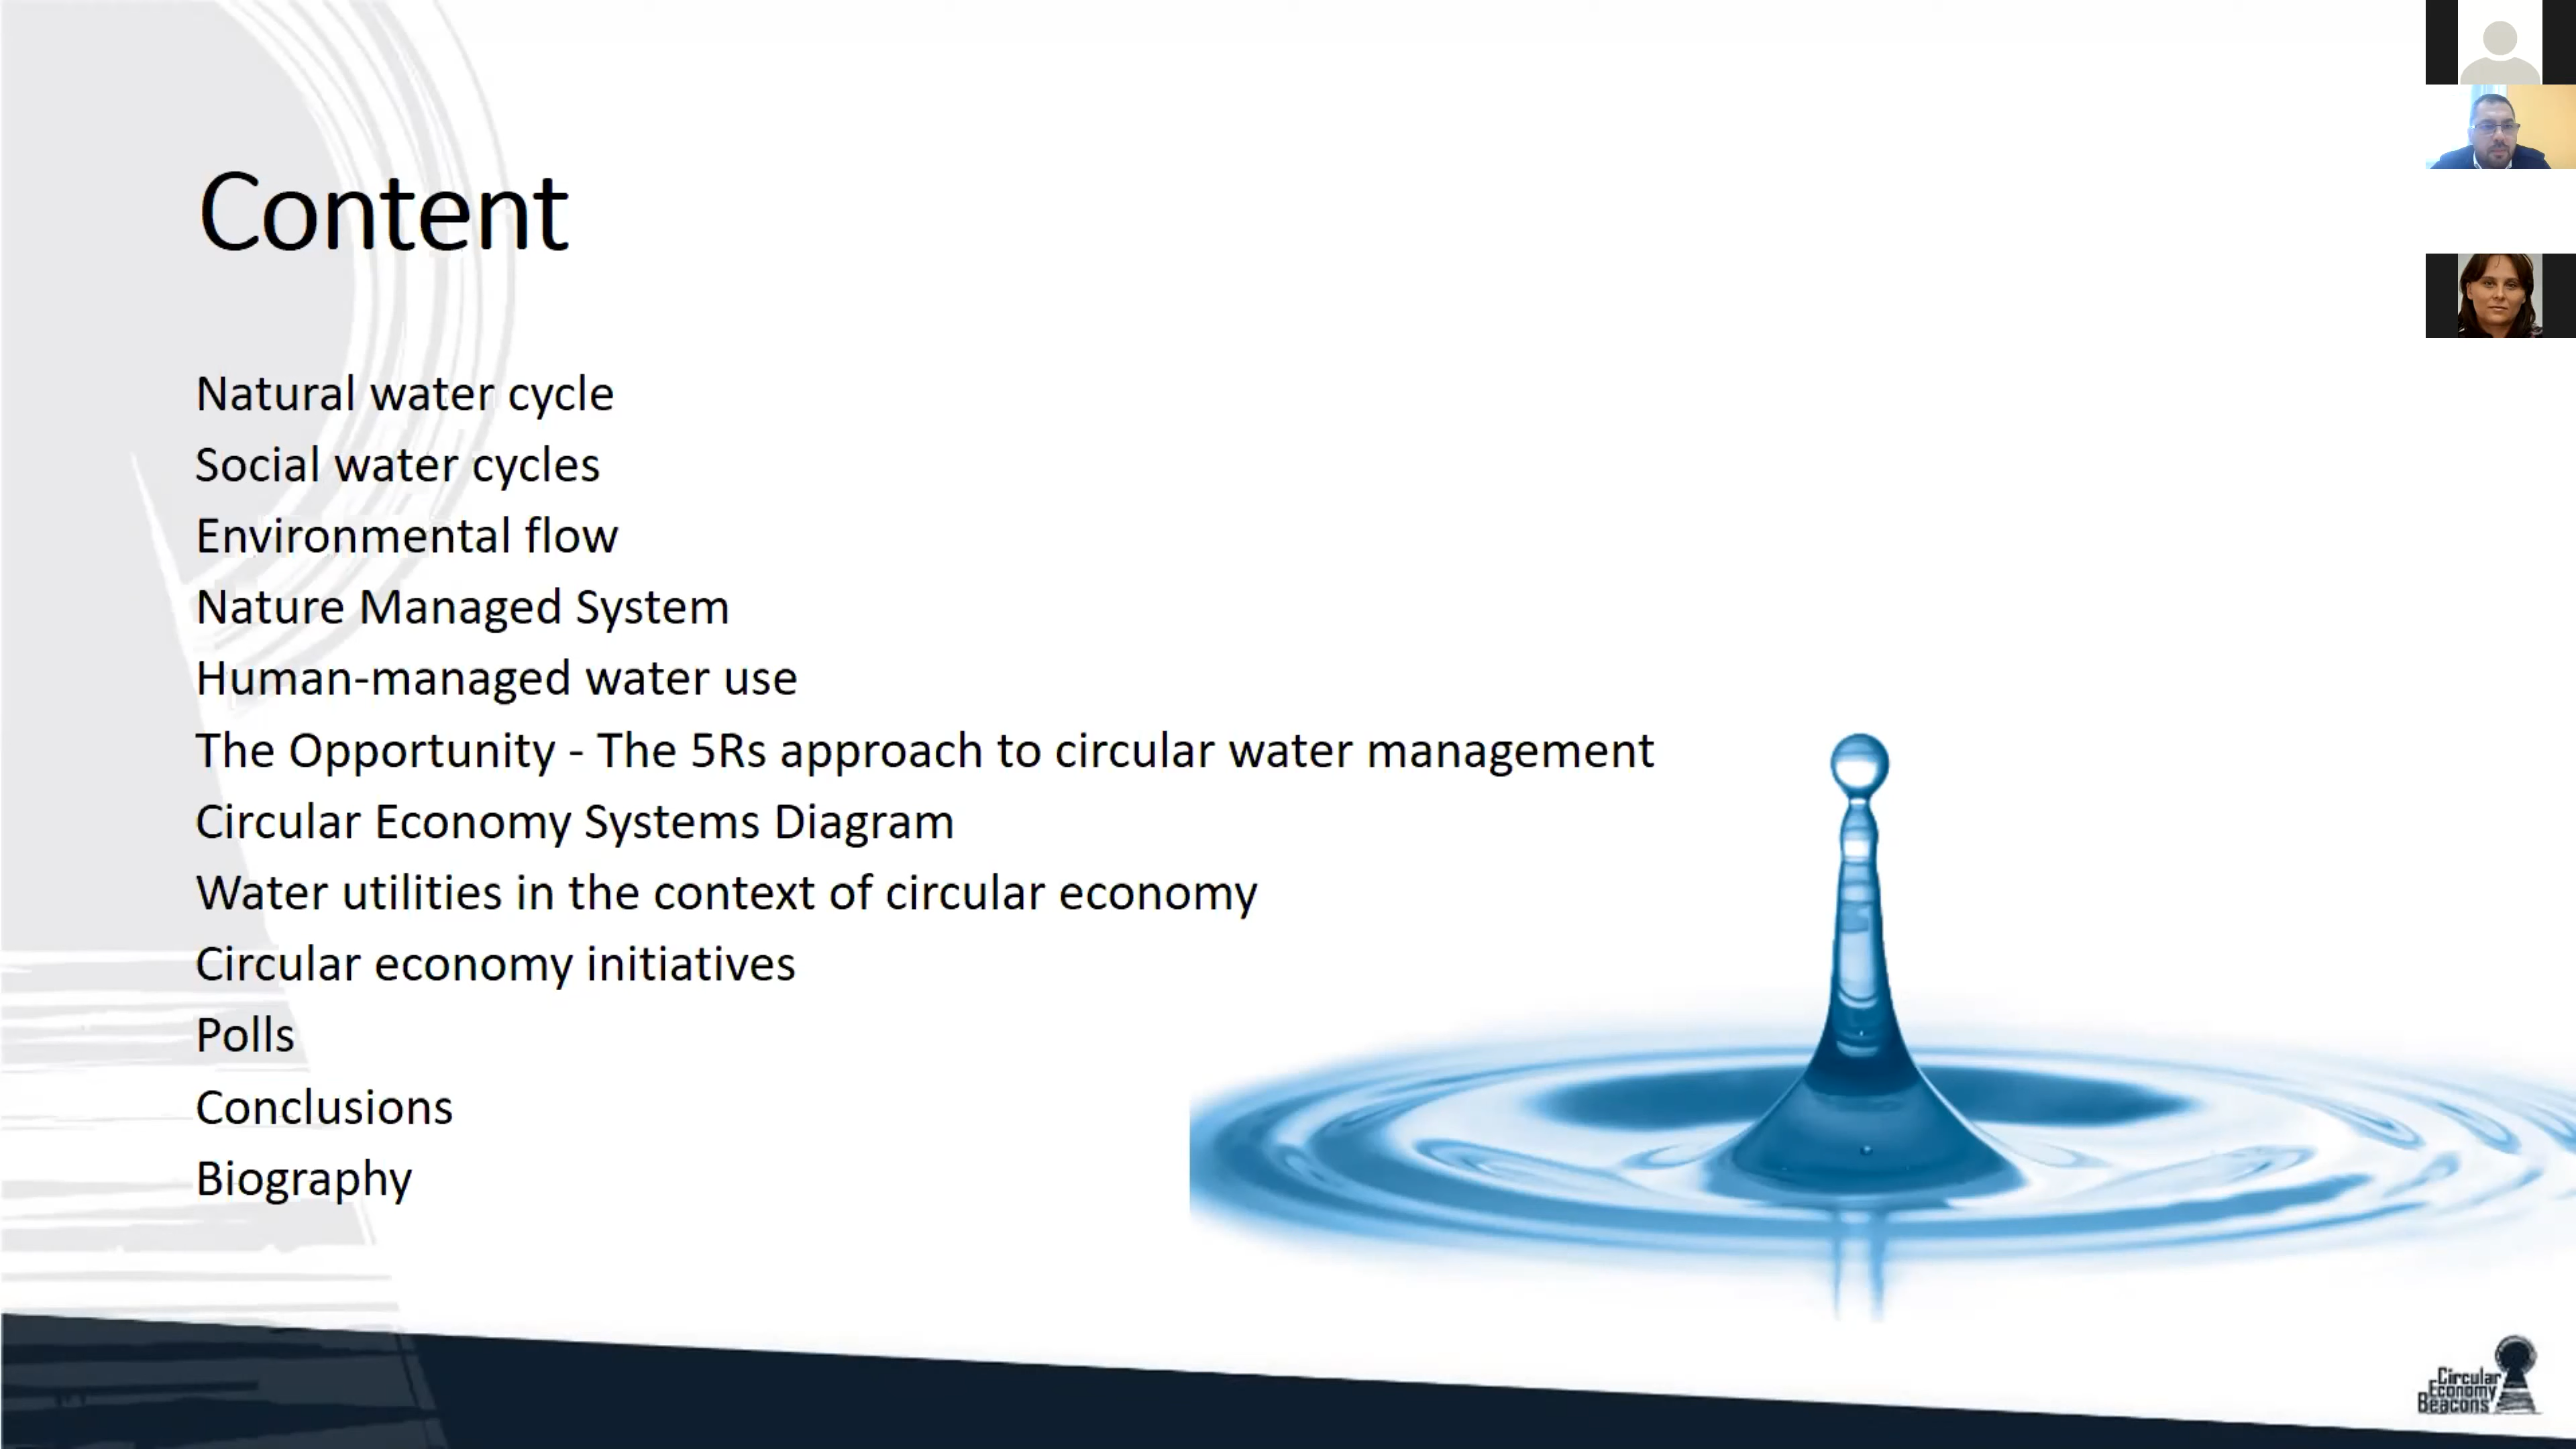 Content
Natural water cycle
Social water cycles
Environmental flow
Nature Managed System
Human-managed water use
The Opportunity - The 5Rs approach to circular water management
Circular Economy Systems Diagram
Water utilities in the context of circular economy
Circular economy initiatives
Polls
Conclusions
Biography
Circular
Economy
Beacons